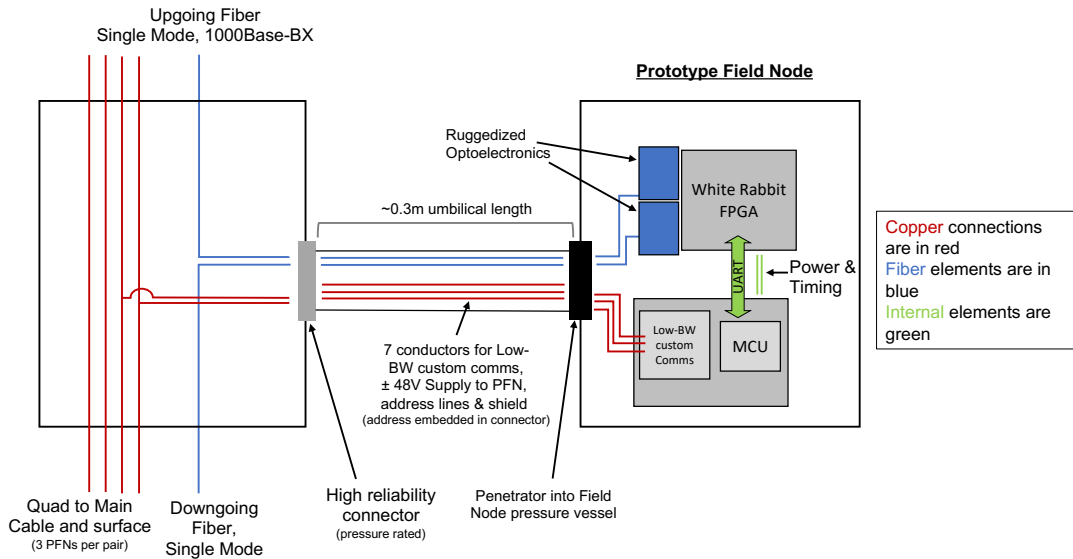 Upgoing Fiber
Single Mode, 1000Base-BX
Prototype Field Node
Ruggedized
Optoelectronics
White Rabbit
FPGA
~0.3m umbilical length
UART
Power &
Timing
Copper connections
are in red
Fiber elements are in
blue
Internal elements are
green
Low-BW
custom
Comms
MCU
7 conductors for Low-
BW custom comms,
± 48V Supply to PFN,
address lines & shield
(address embedded in connector)
Quad to Main
Cable and surface
(3 PFNs per pair)
Downgoing
Fiber,
Single Mode
High reliability
connector
(pressure rated)
Penetrator into Field
Node pressure vessel